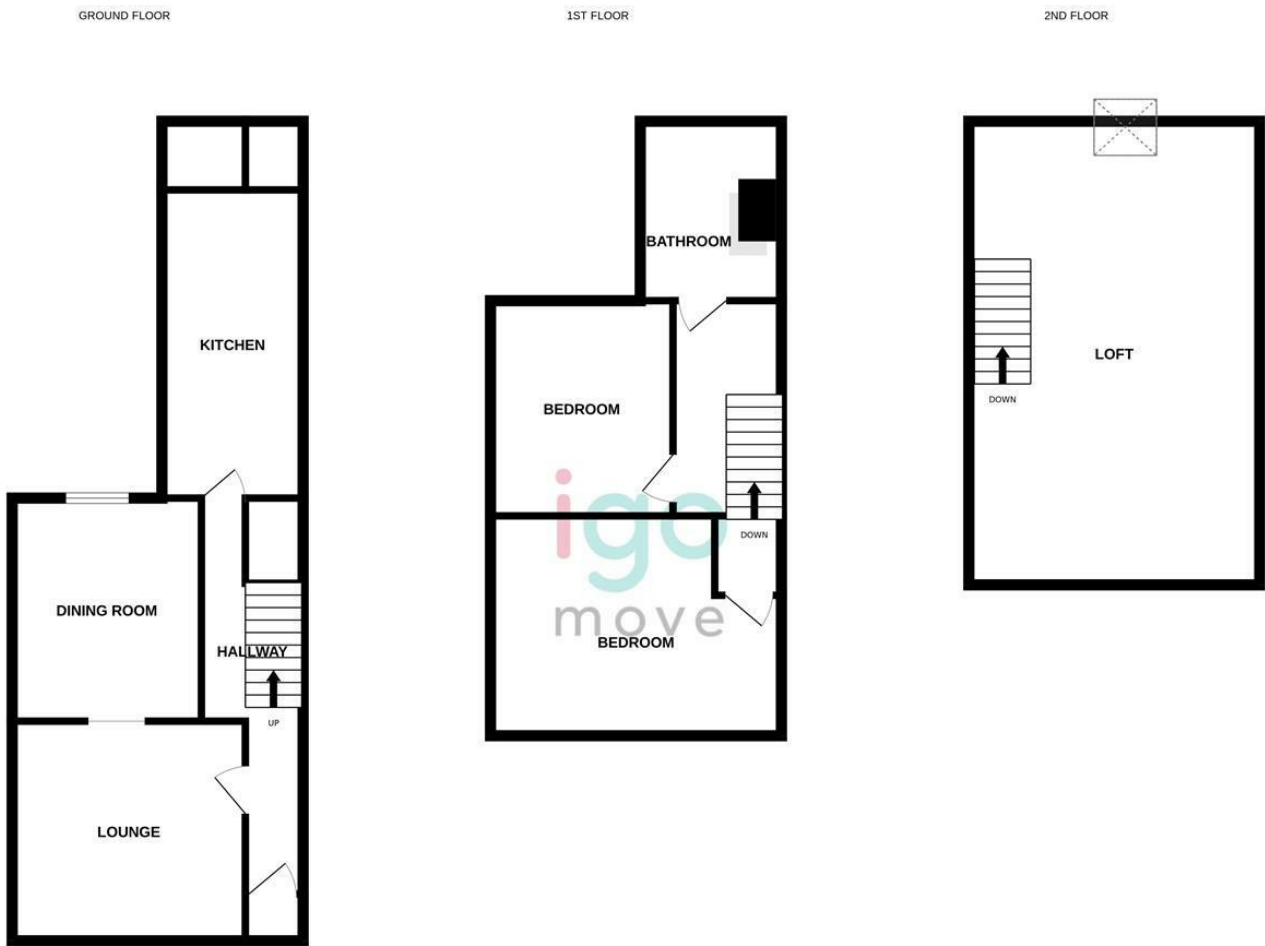 GROUND FLOOR
1ST FLOOR
2ND FLOOR
KITCHEN
DINING ROOM
HALLWAY
UP
LOUNGE
BATHROOM
BEDROOM
DOWN
BEDROOM
igo
move
LOFT
DOWN